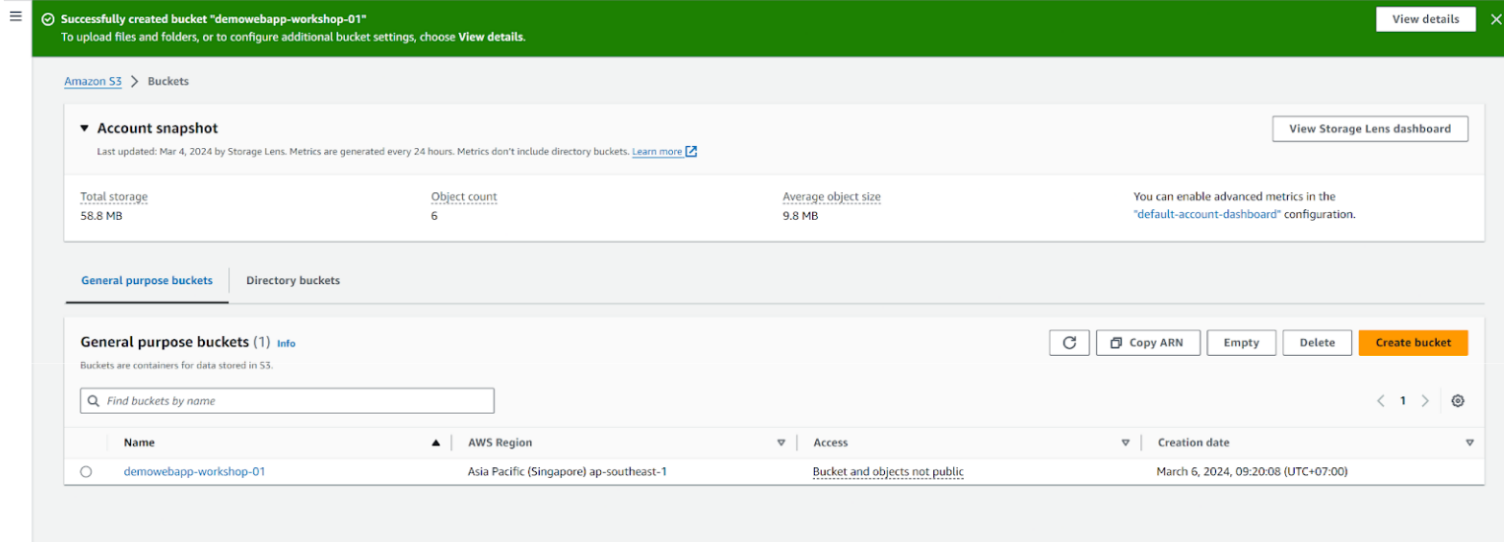 Successfully created bucket "demowebapp-workshop-01"
To upload files and folders, or to configure additional bucket settings, choose View details.
View details
Amazon S3 > Buckets
Account snapshot
View Storage Lens dashboard
Last updated: Mar 4, 2024 by Storage Lens. Metrics are generated every 24 hours. Metrics don't include directory buckets. Learn more
Total storage Object count Average object size You can enable advanced metrics in the
58.8 MB 6 9.8 MB "default-account-dashboard" configuration.
General purpose buckets Directory buckets
General purpose buckets (1) Info
Copy ARN Empty Delete Create bucket
Buckets are containers for data stored in S3.
Find buckets by name
1
Name AWS Region Access Creation date
demowebapp-workshop-01 Asia Pacific (Singapore) ap-southeast-1 Bucket and objects not public March 6, 2024, 09:20:08 (UTC+07:00)